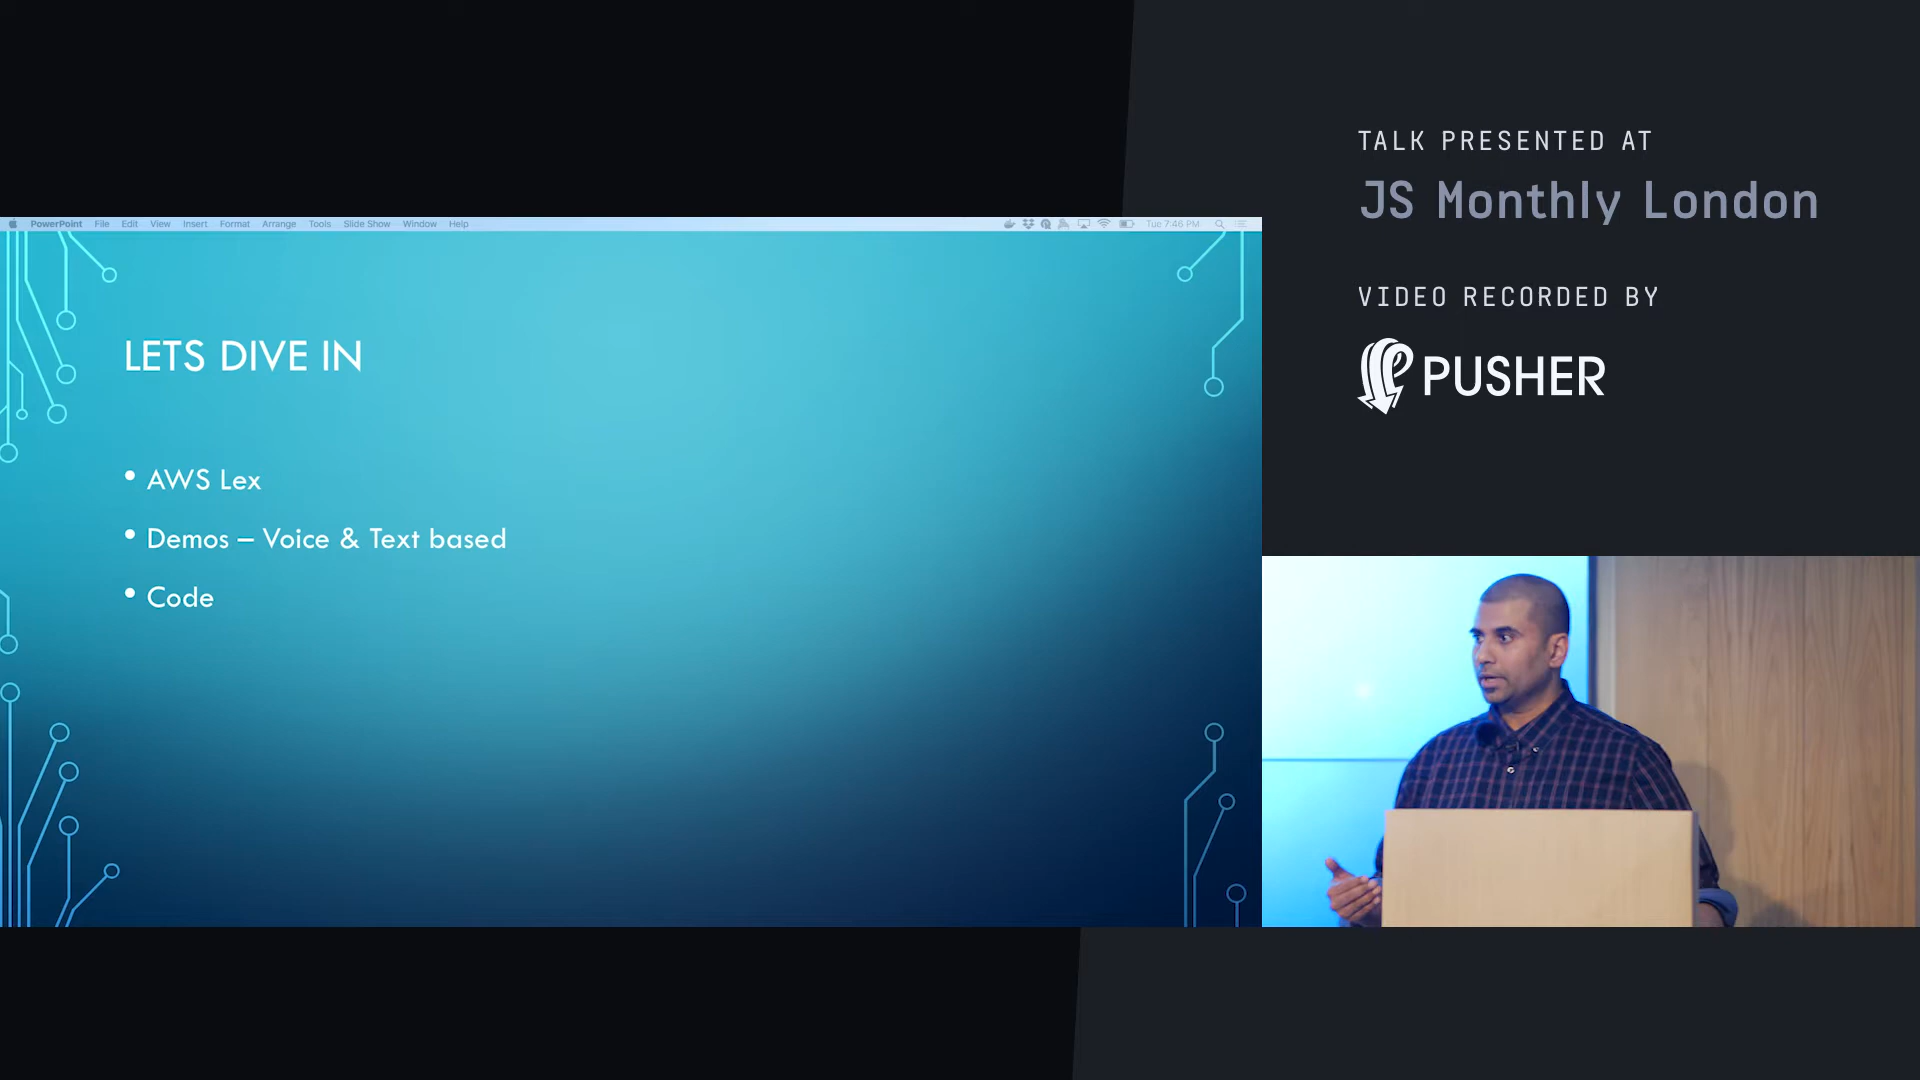 PowerPoint File Edit View Insert Format Arrange Tools Slide Show Window Help Tue 7:46 PM
LETS DIVE IN
• AWS Lex
• Demos – Voice & Text based
• Code
TALK PRESENTED AT
JS Monthly London
VIDEO RECORDED BY
PUSHER